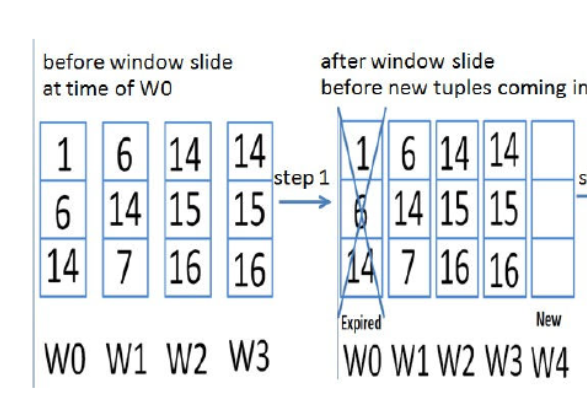 before window slide
at time of W0
1 6 14 14
6 14 15 15
14 7 16 16
W0 W1 W2 W3
step 1
after window slide
before new tuples coming in
1 6 14 14
6 14 15 15
14 7 16 16
Expired New
W0 W1 W2 W3 W4
s